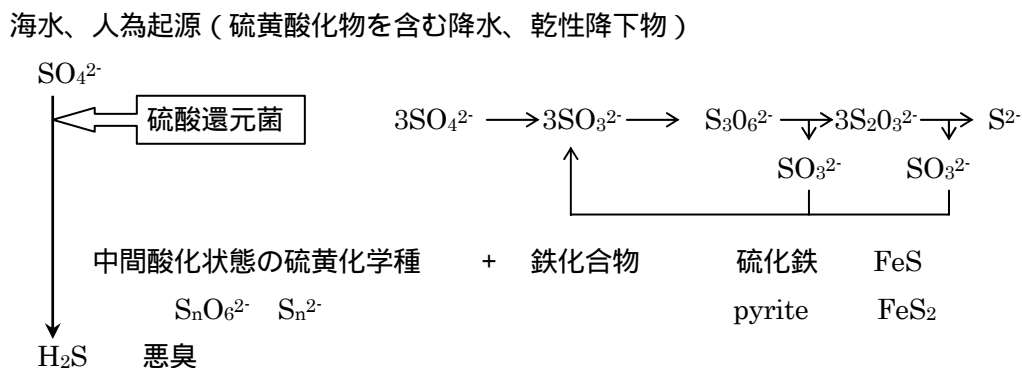 海水、人為起源(硫黄酸化物を含む降水、乾性降下物)
SO₄²⁻
硫酸還元菌
3SO₄²⁻ 3SO₃²⁻ S₃0₆²⁻ 3S₂0₃²⁻ S²⁻
SO₃²⁻ SO₃²⁻
中間酸化状態の硫黄化学種 + 鉄化合物 硫化鉄 FeS
SₙO₆²⁻ Sₙ²⁻ pyrite FeS₂
H₂S 悪臭